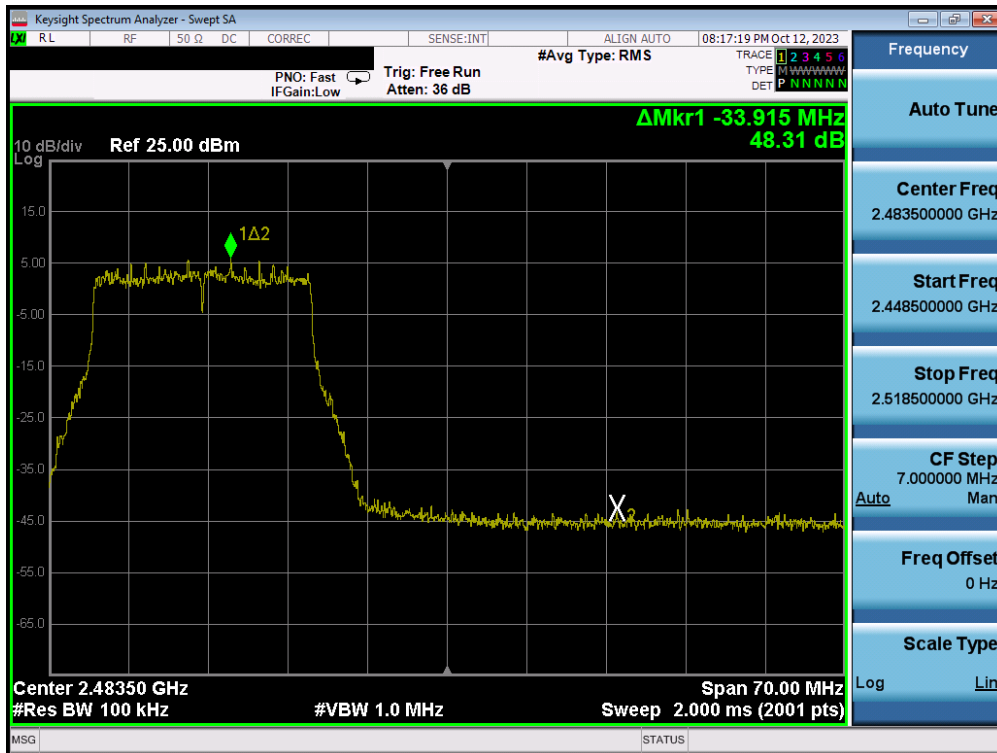 Keysight Spectrum Analyzer - Swept SA
LXI RL RF 50 Ω DC CORREC SENSE:INT ALIGN AUTO 08:17:19 PM Oct 12, 2023
PNO: Fast
IFGain:Low
Trig: Free Run
Atten: 36 dB
#Avg Type: RMS
TRACE 1 2 3 4 5 6
TYPE M WWWWW
DET P N N N N N
ΔMkr1 -33.915 MHz
48.31 dB
10 dB/div Ref 25.00 dBm
Log
15.0
5.00
-5.00
-15.0
-25.0
-35.0
-45.0
-55.0
-65.0
1Δ2
X2
Center 2.48350 GHz Span 70.00 MHz
#Res BW 100 kHz #VBW 1.0 MHz Sweep 2.000 ms (2001 pts)
MSG STATUS
Frequency
Auto Tune
Center Freq
2.483500000 GHz
Start Freq
2.448500000 GHz
Stop Freq
2.518500000 GHz
CF Step
7.000000 MHz
Auto Man
Freq Offset
0 Hz
Scale Type
Log Lin